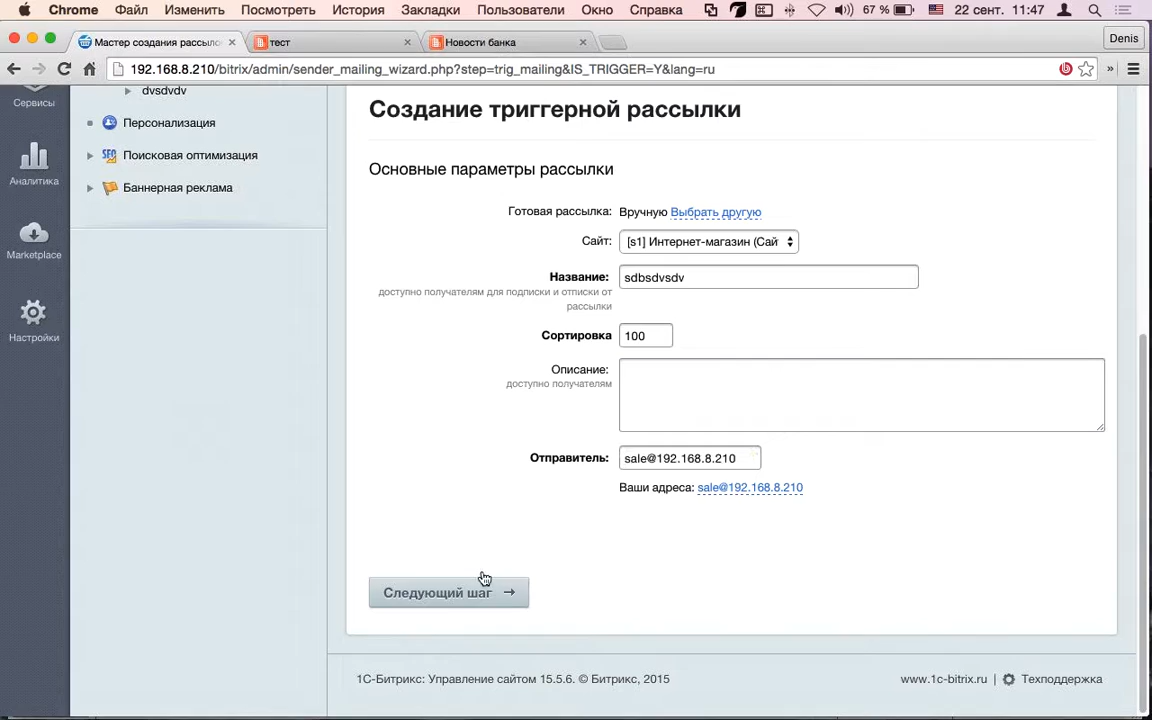 Chrome Файл Изменить Посмотреть История Закладки Пользователи Окно Справка 67 % 22 сент. 11:47
Мастер создания рассыло тест Новости банка Denis
192.168.8.210/bitrix/admin/sender_mailing_wizard.php?step=trig_mailing&IS_TRIGGER=Y&lang=ru
Сервисы
Аналитика
Marketplace
Настройки
dvsdvdv
Персонализация
Поисковая оптимизация
Баннерная реклама
Создание триггерной рассылки
Основные параметры рассылки
Готовая рассылка: Вручную Выбрать другую
Сайт: [s1] Интернет-магазин (Сай
Название: sdbsdvsdv
доступно получателям для подписки и отписки от
рассылки
Сортировка 100
Описание:
доступно получателям
Отправитель: sale@192.168.8.210
Ваши адреса: sale@192.168.8.210
Следующий шаг →
1С-Битрикс: Управление сайтом 15.5.6. © Битрикс, 2015 www.1c-bitrix.ru | Техподдержка